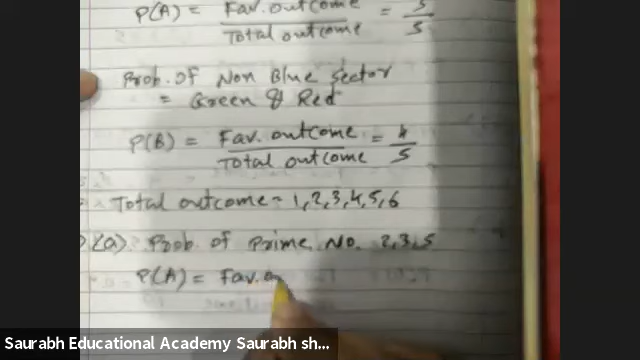 P(A) = Fav. outcome / Total outcome = 3/5
Prob. of Non Blue Sector
= Green & Red
P(B) = Fav. outcome / Total outcome = 4/5
Total outcome = 1,2,3,4,5,6
(a). Prob. of Prime No. 2,3,5
P(A) = Fav. o
Saurabh Educational Academy Saurabh sh...